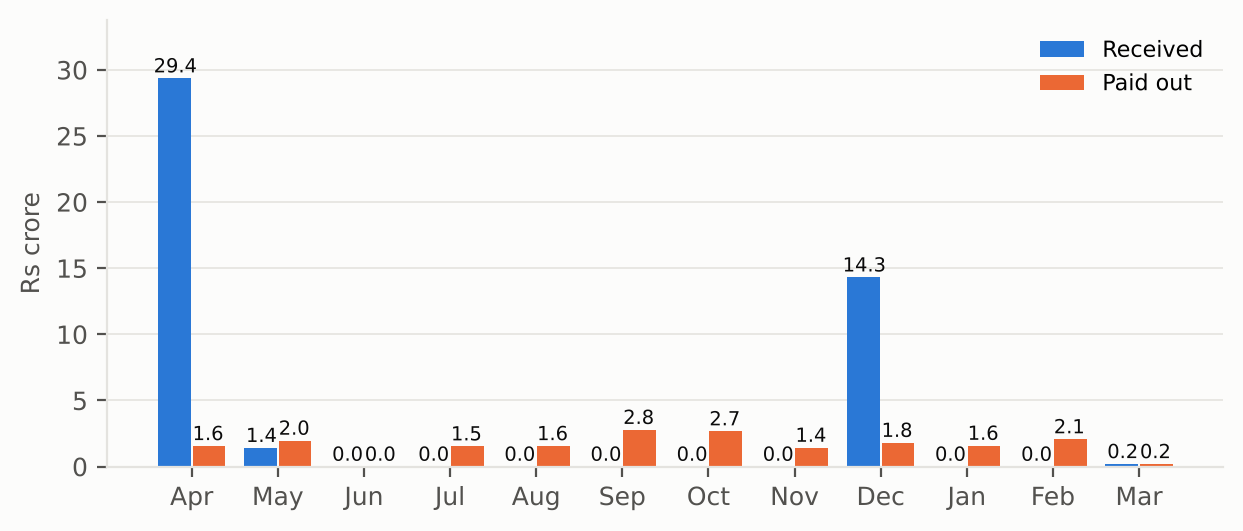 Received
Paid out
Rs crore
30
25
20
15
10
5
0
29.4 1.6 1.4 2.0 0.0 0.0 0.0 1.5 0.0 1.6 0.0 2.8 0.0 2.7 0.0 1.4 14.3 1.8 0.0 1.6 0.0 2.1 0.2 0.2
Apr May Jun Jul Aug Sep Oct Nov Dec Jan Feb Mar